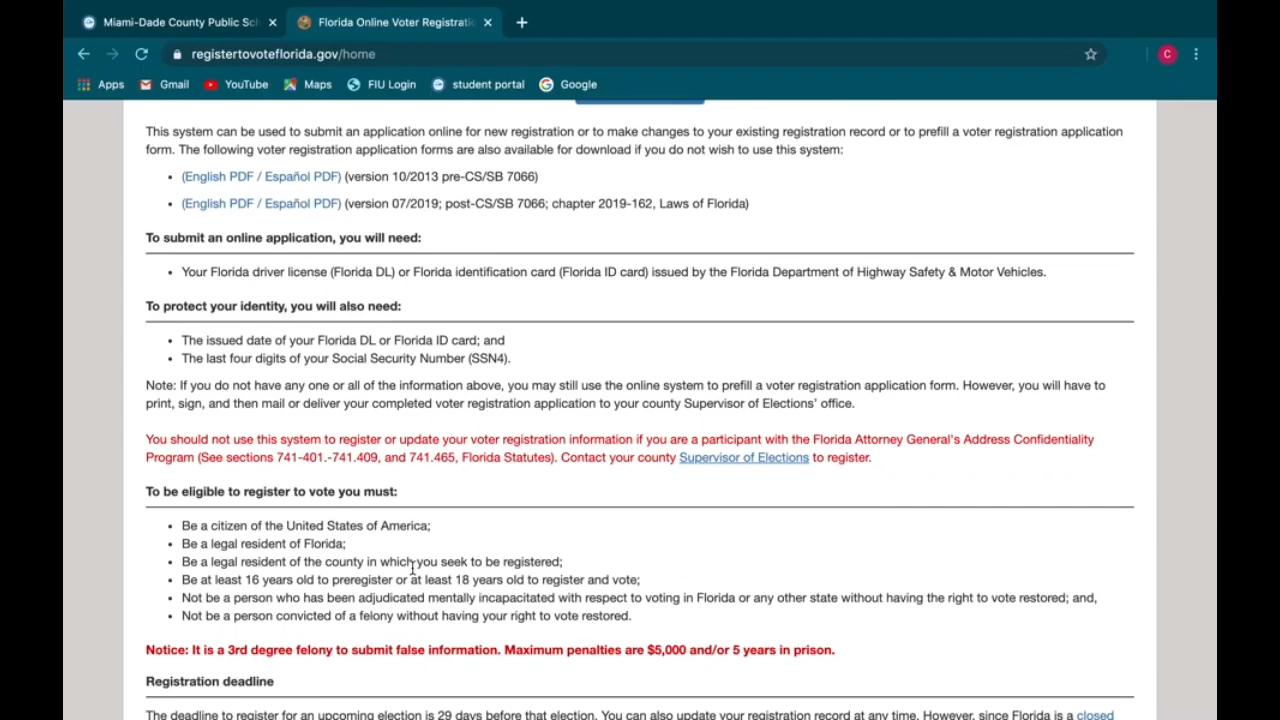 Miami-Dade County Public Sch
Florida Online Voter Registratio
registertovoteflorida.gov/home
C
Apps
Gmail
YouTube
Maps
FIU Login
student portal
Google
This system can be used to submit an application online for new registration or to make changes to your existing registration record or to prefill a voter registration application
form. The following voter registration application forms are also available for download if you do not wish to use this system:
• (English PDF / Español PDF) (version 10/2013 pre-CS/SB 7066)
• (English PDF / Español PDF) (version 07/2019; post-CS/SB 7066; chapter 2019-162, Laws of Florida)
To submit an online application, you will need:
• Your Florida driver license (Florida DL) or Florida identification card (Florida ID card) issued by the Florida Department of Highway Safety & Motor Vehicles.
To protect your identity, you will also need:
• The issued date of your Florida DL or Florida ID card; and
• The last four digits of your Social Security Number (SSN4).
Note: If you do not have any one or all of the information above, you may still use the online system to prefill a voter registration application form. However, you will have to
print, sign, and then mail or deliver your completed voter registration application to your county Supervisor of Elections' office.
You should not use this system to register or update your voter registration information if you are a participant with the Florida Attorney General's Address Confidentiality
Program (See sections 741-401.-741.409, and 741.465, Florida Statutes). Contact your county Supervisor of Elections to register.
To be eligible to register to vote you must:
• Be a citizen of the United States of America;
• Be a legal resident of Florida;
• Be a legal resident of the county in which you seek to be registered;
• Be at least 16 years old to preregister or at least 18 years old to register and vote;
• Not be a person who has been adjudicated mentally incapacitated with respect to voting in Florida or any other state without having the right to vote restored; and,
• Not be a person convicted of a felony without having your right to vote restored.
Notice: It is a 3rd degree felony to submit false information. Maximum penalties are $5,000 and/or 5 years in prison.
Registration deadline
The deadline to register for an upcoming election is 29 days before that election. You can also update your registration record at any time. However, since Florida is a closed